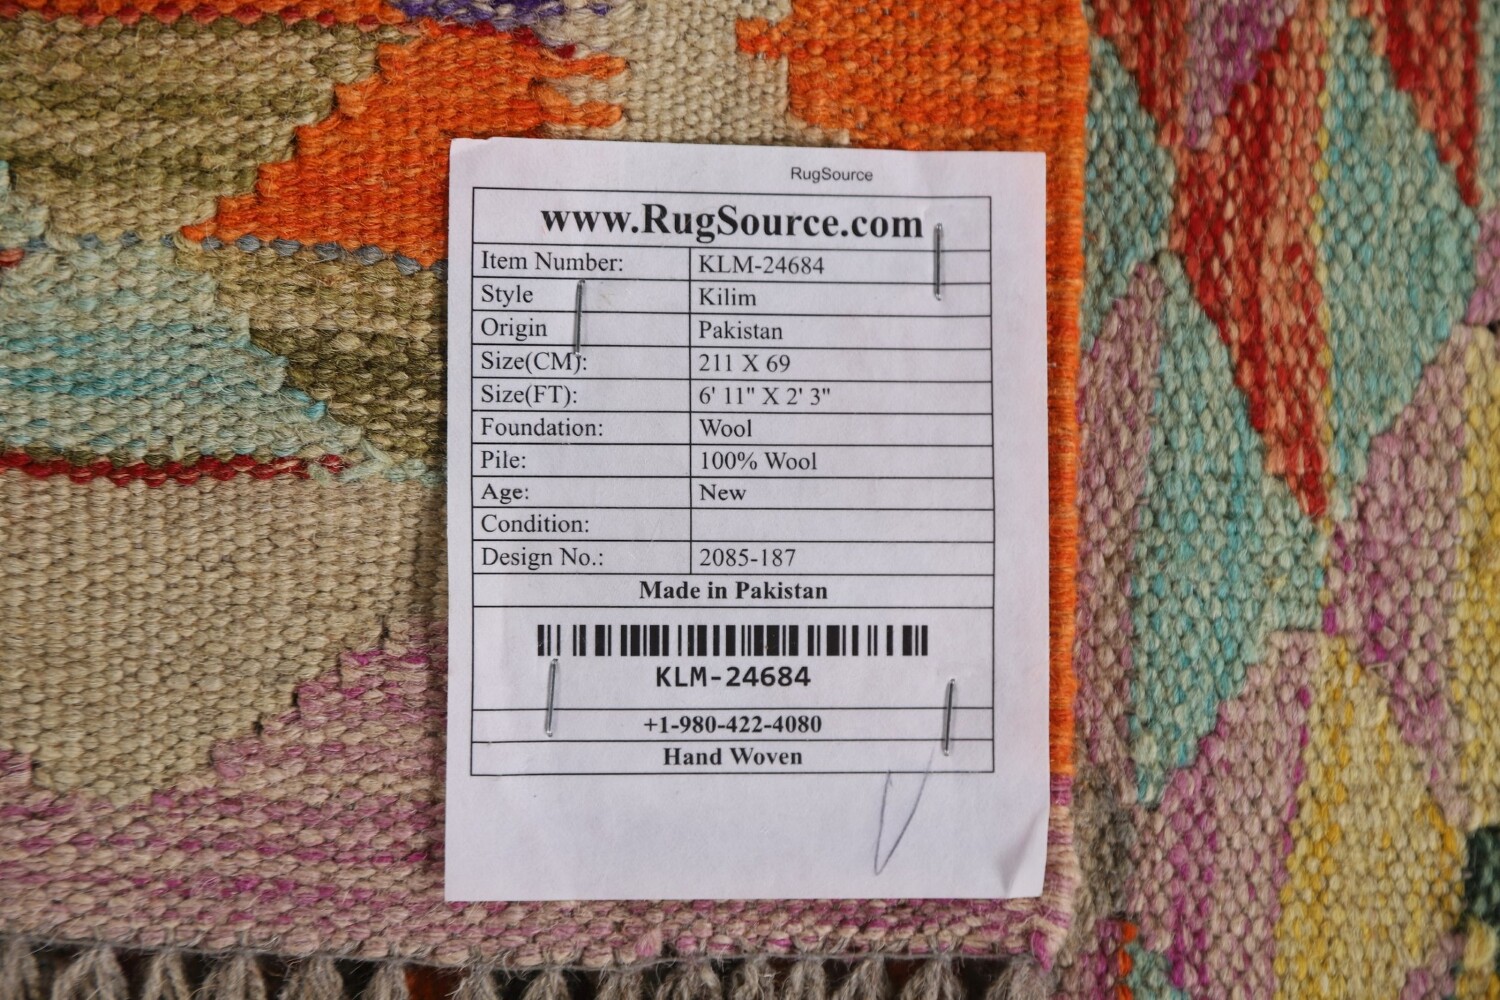 RugSource
www.RugSource.com
Item Number: KLM-24684
Style Kilim
Origin Pakistan
Size(CM): 211 X 69
Size(FT): 6' 11" X 2' 3"
Foundation: Wool
Pile: 100% Wool
Age: New
Condition:
Design No.: 2085-187
Made in Pakistan
KLM-24684
+1-980-422-4080
Hand Woven